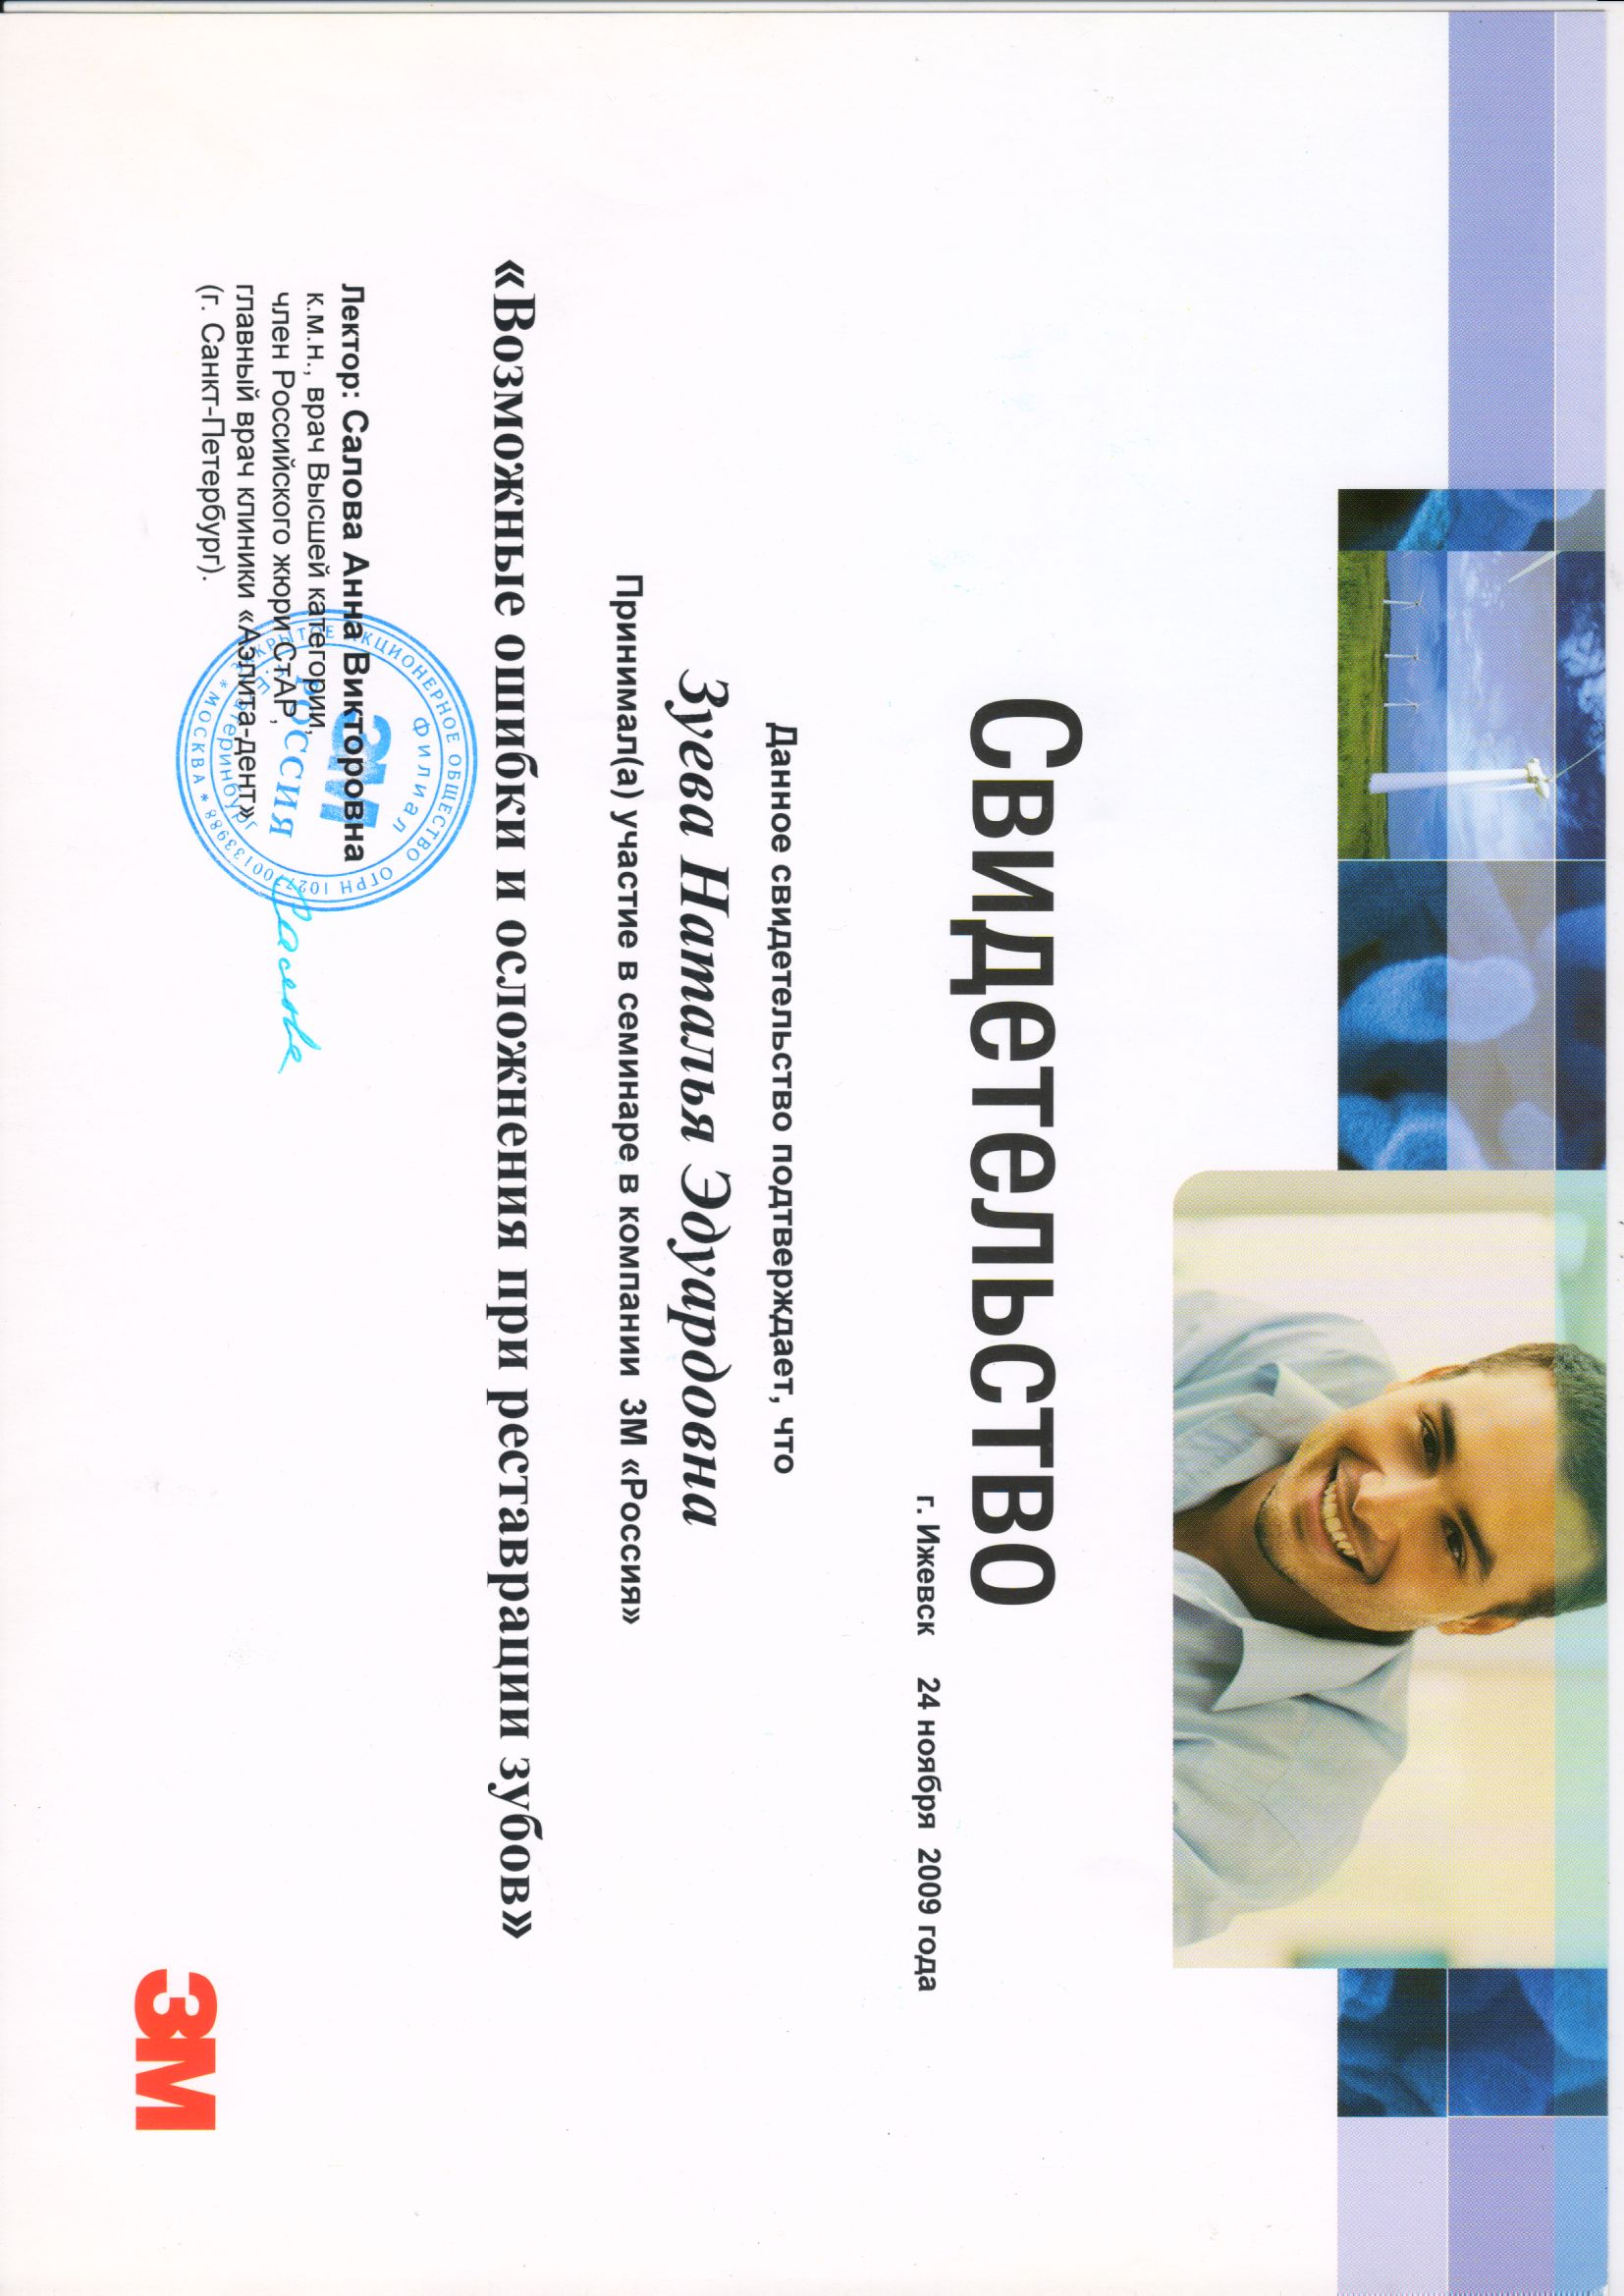 Свидетельство
г. Ижевск 24 ноября 2009 года
Данное свидетельство подтверждает, что
Зуева Наталья Эдуардовна
Принимал(а) участие в семинаре в компании 3М «Россия»
«Возможные ошибки и осложнения при реставрации зубов»
Лектор: Салова Анна Викторовна
к.м.н., врач Высшей категории,
член Российского жюри СтАР,
главный врач клиники «Аэлита-дент»
(г. Санкт-Петербург).
ЗАКРЫТОЕ АКЦИОНЕРНОЕ ОБЩЕСТВО ОГРН 1027700133988 * МОСКВА *
Филиал
3М
РОССИЯ
г. Екатеринбург
3M